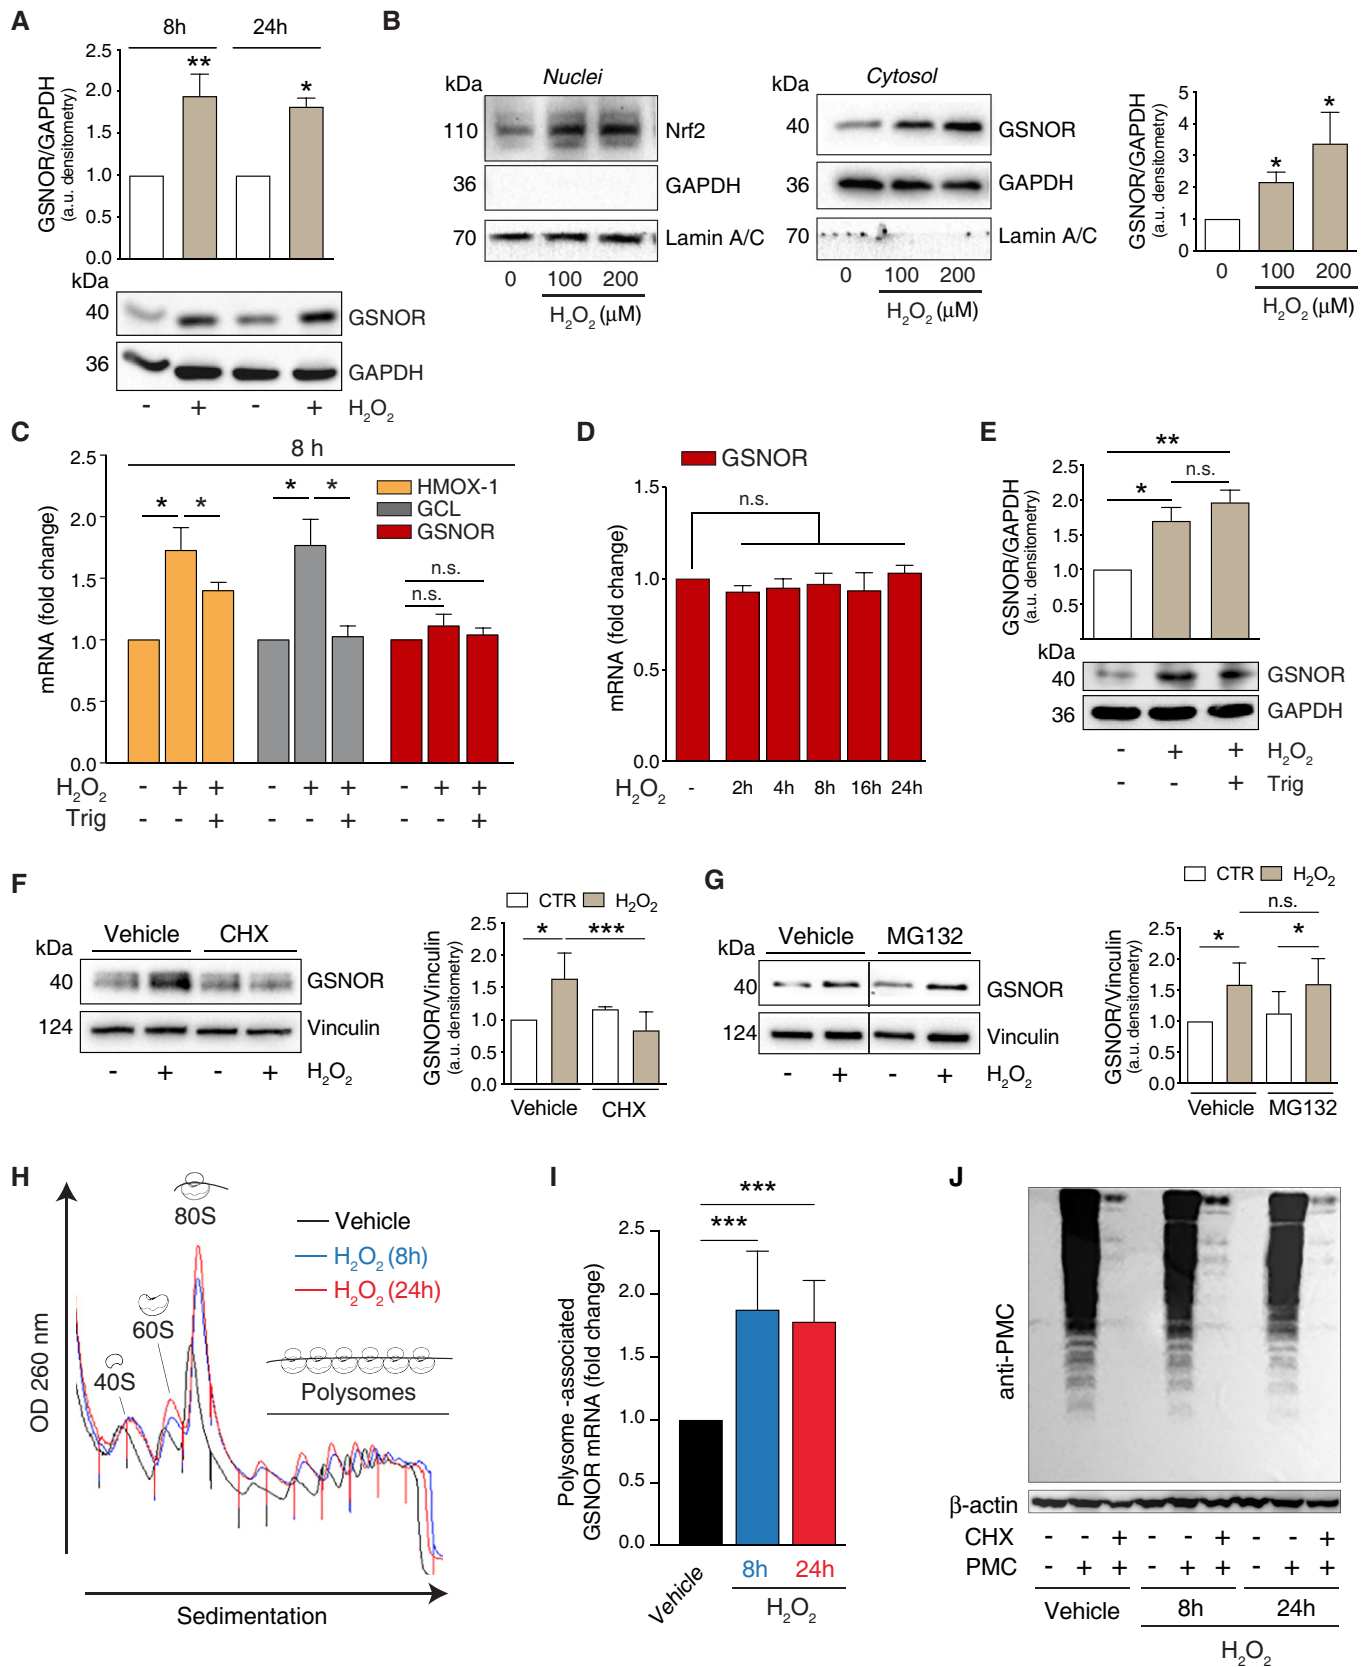 A
8h 24h
GSNOR/GAPDH
(a.u. densitometry)
2.5
2.0
1.5
1.0
0.5
0.0
** *
kDa
40 GSNOR
36 GAPDH
- + - + H2O2
B
Nuclei
kDa
110 Nrf2
36 GAPDH
70 Lamin A/C
0 100 200
H2O2 (μM)
Cytosol
kDa
40 GSNOR
36 GAPDH
70 Lamin A/C
0 100 200
H2O2 (μM)
GSNOR/GAPDH
(a.u. densitometry)
5
4
3
2
1
0
* *
0 100 200
H2O2 (μM)
C
8 h
mRNA (fold change)
2.5
2.0
1.5
1.0
0.5
0.0
* * * *
n.s.
n.s.
HMOX-1
GCL
GSNOR
H2O2 - + + - + + - + +
Trig - - + - - + - - +
D
GSNOR
mRNA (fold change)
1.5
1.0
0.5
0.0
n.s.
H2O2 - 2h 4h 8h 16h 24h
E
GSNOR/GAPDH
(a.u. densitometry)
2.5
2.0
1.5
1.0
0.5
**
* n.s.
kDa
40 GSNOR
36 GAPDH
- + + H2O2
- - + Trig
F
Vehicle CHX
kDa
40 GSNOR
124 Vinculin
- + - + H2O2
CTR H2O2
GSNOR/Vinculin
(a.u. densitometry)
2.5
2.0
1.5
1.0
0.5
0.0
* ***
Vehicle CHX
G
Vehicle MG132
kDa
40 GSNOR
124 Vinculin
- + - + H2O2
CTR H2O2
GSNOR/Vinculin
(a.u. densitometry)
2.5
2.0
1.5
1.0
0.5
0.0
n.s.
* *
Vehicle MG132
H
OD 260 nm
40S
60S
80S
Vehicle
H2O2 (8h)
H2O2 (24h)
Polysomes
Sedimentation
I
Polysome -associated
GSNOR mRNA (fold change)
2.5
2.0
1.5
1.0
0.5
0.0
***
***
Vehicle 8h 24h
H2O2
J
anti-PMC
β-actin
CHX - - + - - + - - +
PMC - + + - + + - + +
Vehicle 8h 24h
H2O2